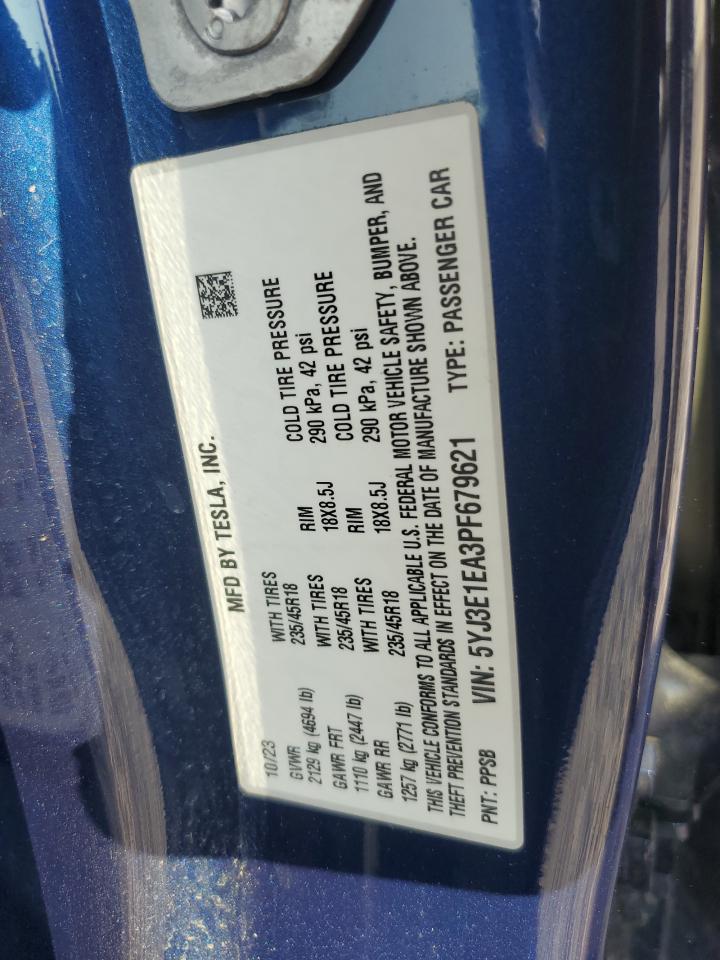 MFD BY TESLA, INC.
10/23
GVWR WITH TIRES RIM COLD TIRE PRESSURE
2129 kg (4694 lb) 235/45R18 18X8.5J 290 kPa, 42 psi
GAWR FRT WITH TIRES RIM COLD TIRE PRESSURE
1110 kg (2447 lb) 235/45R18 18X8.5J 290 kPa, 42 psi
GAWR RR WITH TIRES
1257 kg (2771 lb) 235/45R18
THIS VEHICLE CONFORMS TO ALL APPLICABLE U.S. FEDERAL MOTOR VEHICLE SAFETY, BUMPER, AND
THEFT PREVENTION STANDARDS IN EFFECT ON THE DATE OF MANUFACTURE SHOWN ABOVE.
PNT: PPSB VIN: 5YJ3E1EA3PF679621 TYPE: PASSENGER CAR